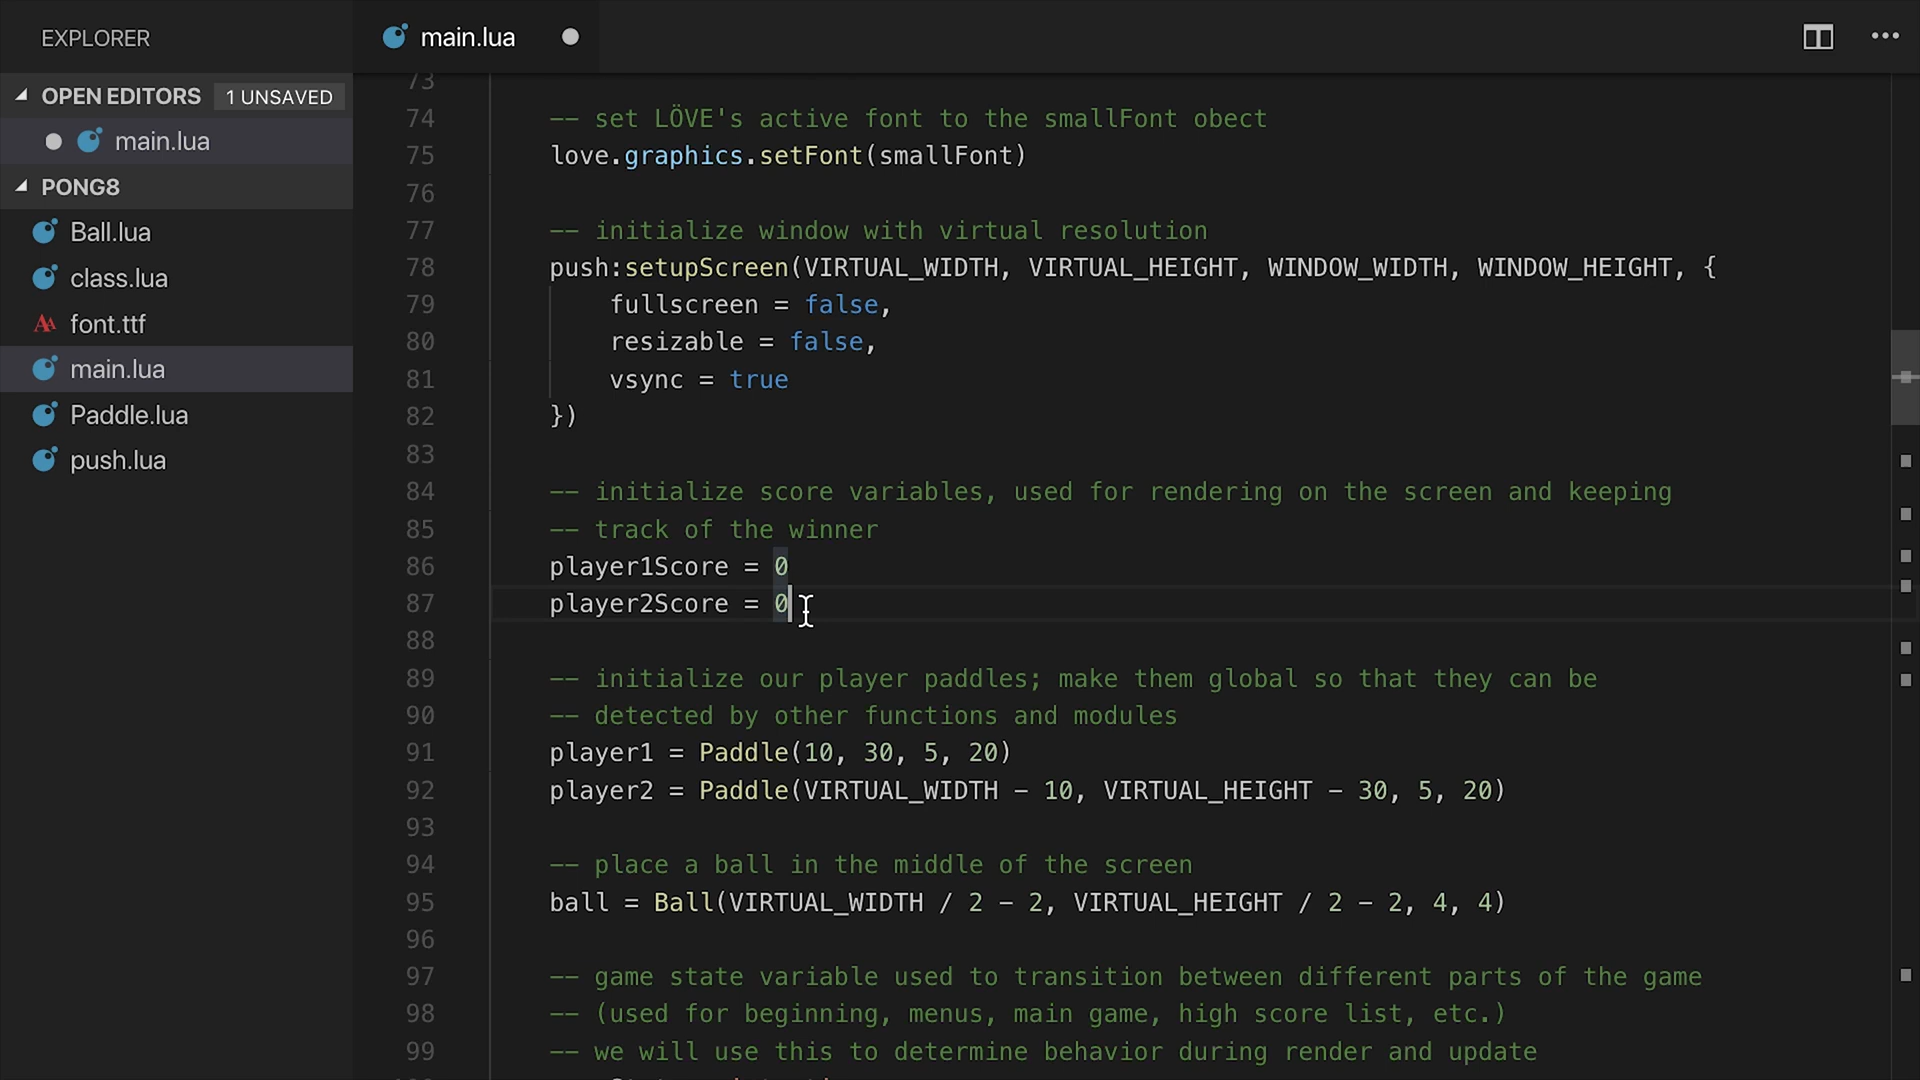 EXPLORER
OPEN EDITORS 1 UNSAVED
main.lua
PONG8
Ball.lua
class.lua
font.ttf
main.lua
Paddle.lua
push.lua
main.lua
73
74 -- set LÖVE's active font to the smallFont obect
75 love.graphics.setFont(smallFont)
76
77 -- initialize window with virtual resolution
78 push:setupScreen(VIRTUAL_WIDTH, VIRTUAL_HEIGHT, WINDOW_WIDTH, WINDOW_HEIGHT, {
79 fullscreen = false,
80 resizable = false,
81 vsync = true
82 })
83
84 -- initialize score variables, used for rendering on the screen and keeping
85 -- track of the winner
86 player1Score = 0
87 player2Score = 0
88
89 -- initialize our player paddles; make them global so that they can be
90 -- detected by other functions and modules
91 player1 = Paddle(10, 30, 5, 20)
92 player2 = Paddle(VIRTUAL_WIDTH - 10, VIRTUAL_HEIGHT - 30, 5, 20)
93
94 -- place a ball in the middle of the screen
95 ball = Ball(VIRTUAL_WIDTH / 2 - 2, VIRTUAL_HEIGHT / 2 - 2, 4, 4)
96
97 -- game state variable used to transition between different parts of the game
98 -- (used for beginning, menus, main game, high score list, etc.)
99 -- we will use this to determine behavior during render and update